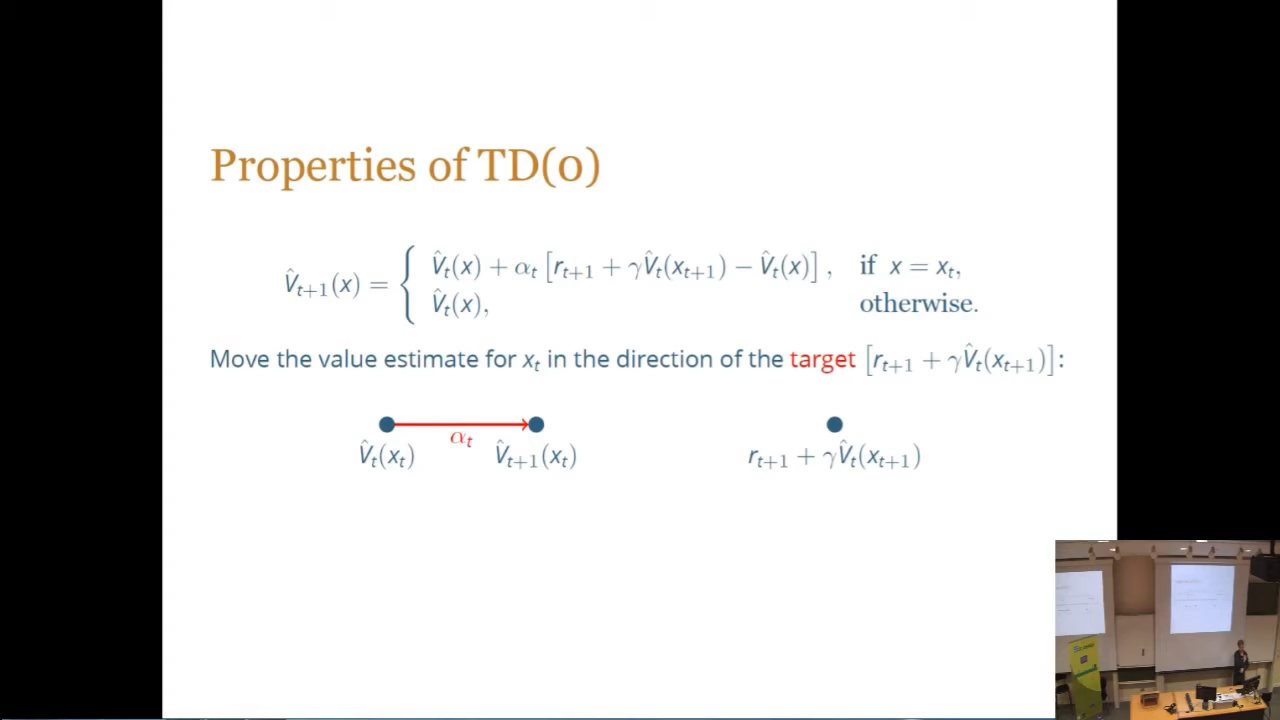 Properties of TD(0)
V̂ₜ₊₁(x) = { V̂ₜ(x) + αₜ [rₜ₊₁ + γV̂ₜ(xₜ₊₁) − V̂ₜ(x)] , if x = xₜ,
V̂ₜ(x), otherwise.
Move the value estimate for xₜ in the direction of the target [rₜ₊₁ + γV̂ₜ(xₜ₊₁)]:
αₜ
V̂ₜ(xₜ) V̂ₜ₊₁(xₜ) rₜ₊₁ + γV̂ₜ(xₜ₊₁)